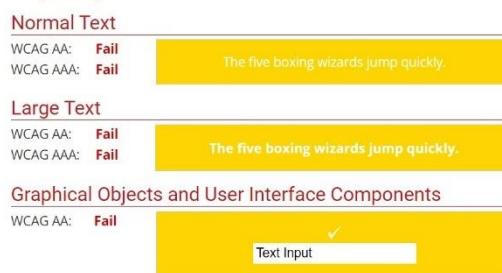 Normal Text
WCAG AA: Fail
WCAG AAA: Fail
The five boxing wizards jump quickly.
Large Text
WCAG AA: Fail
WCAG AAA: Fail
The five boxing wizards jump quickly.
Graphical Objects and User Interface Components
WCAG AA: Fail
✓
Text Input